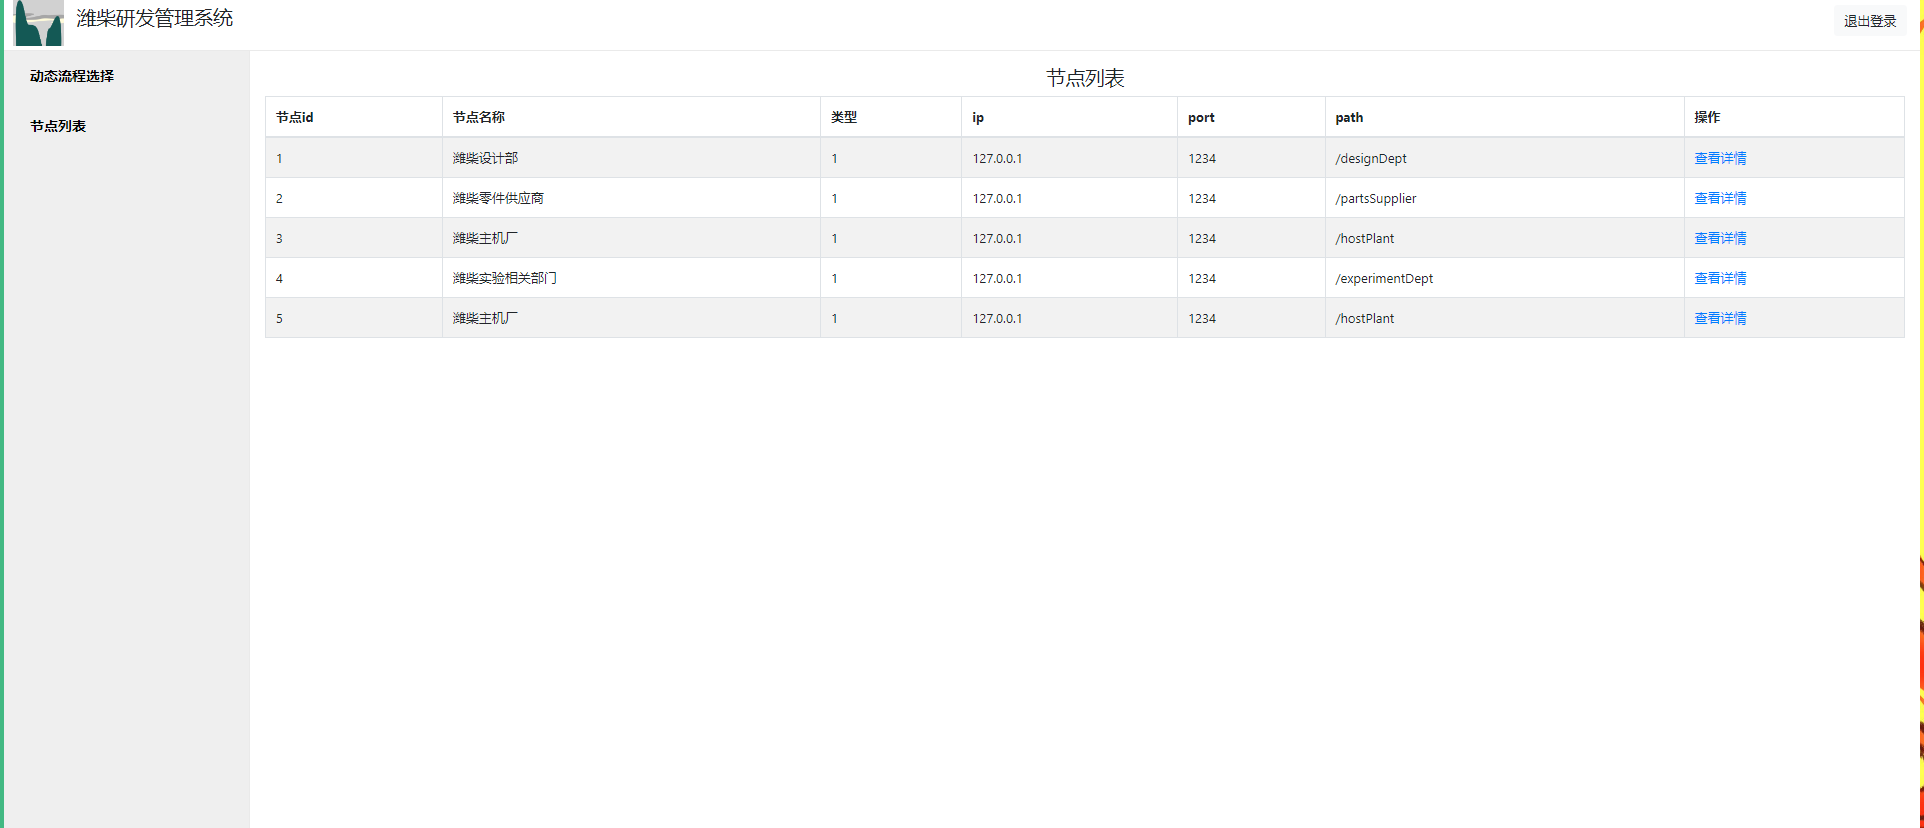 潍柴研发管理系统
退出登录
动态流程选择
节点列表
节点列表
节点id 节点名称 类型 ip port path 操作
1 潍柴设计部 1 127.0.0.1 1234 /designDept 查看详情
2 潍柴零件供应商 1 127.0.0.1 1234 /partsSupplier 查看详情
3 潍柴主机厂 1 127.0.0.1 1234 /hostPlant 查看详情
4 潍柴实验相关部门 1 127.0.0.1 1234 /experimentDept 查看详情
5 潍柴主机厂 1 127.0.0.1 1234 /hostPlant 查看详情